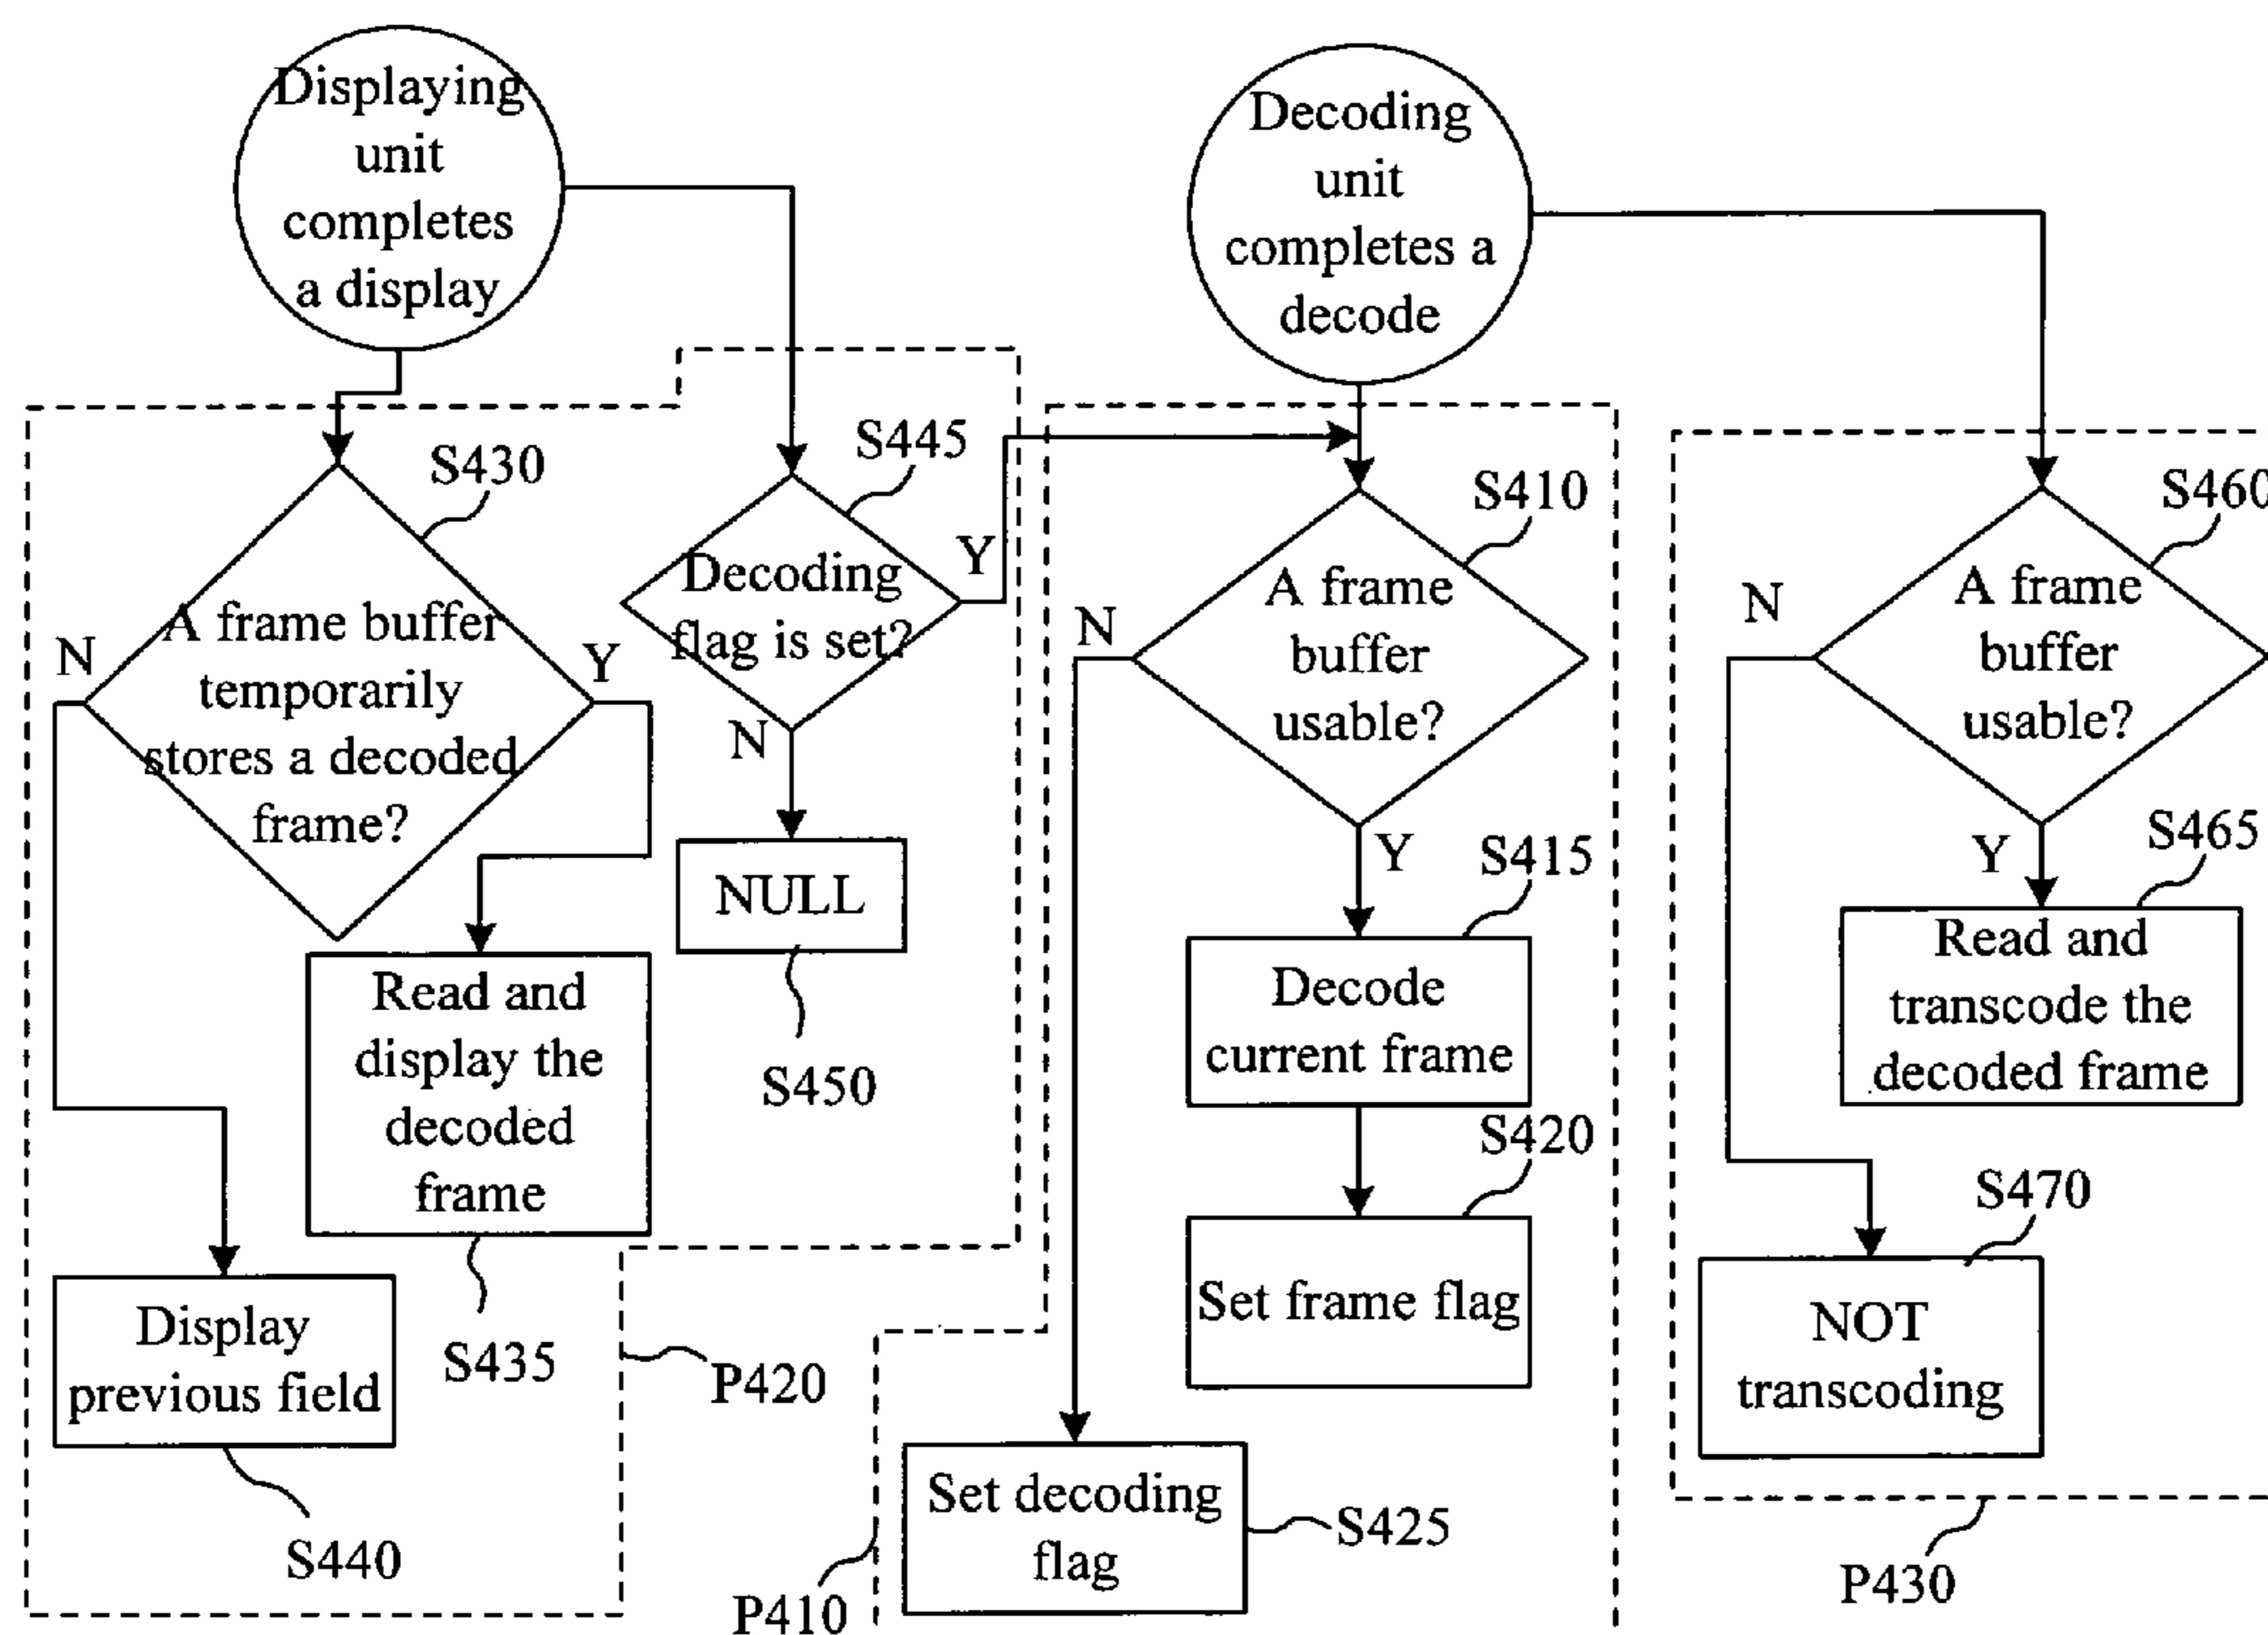 Displaying
unit
completes
a display
Decoding
unit
completes a
decode
S430
A frame buffer
temporarily
stores a decoded
frame?
N
Y
S445
Decoding
flag is set?
Y
N
NULL
S450
Read and
display the
decoded
frame
S435
Display
previous field
S440
P420
S410
A frame
buffer
usable?
N
Y
S415
Decode
current frame
S420
Set frame flag
Set decoding
flag
S425
P410
S460
A frame
buffer
usable?
N
Y
S465
Read and
transcode the
decoded frame
S470
NOT
transcoding
P430